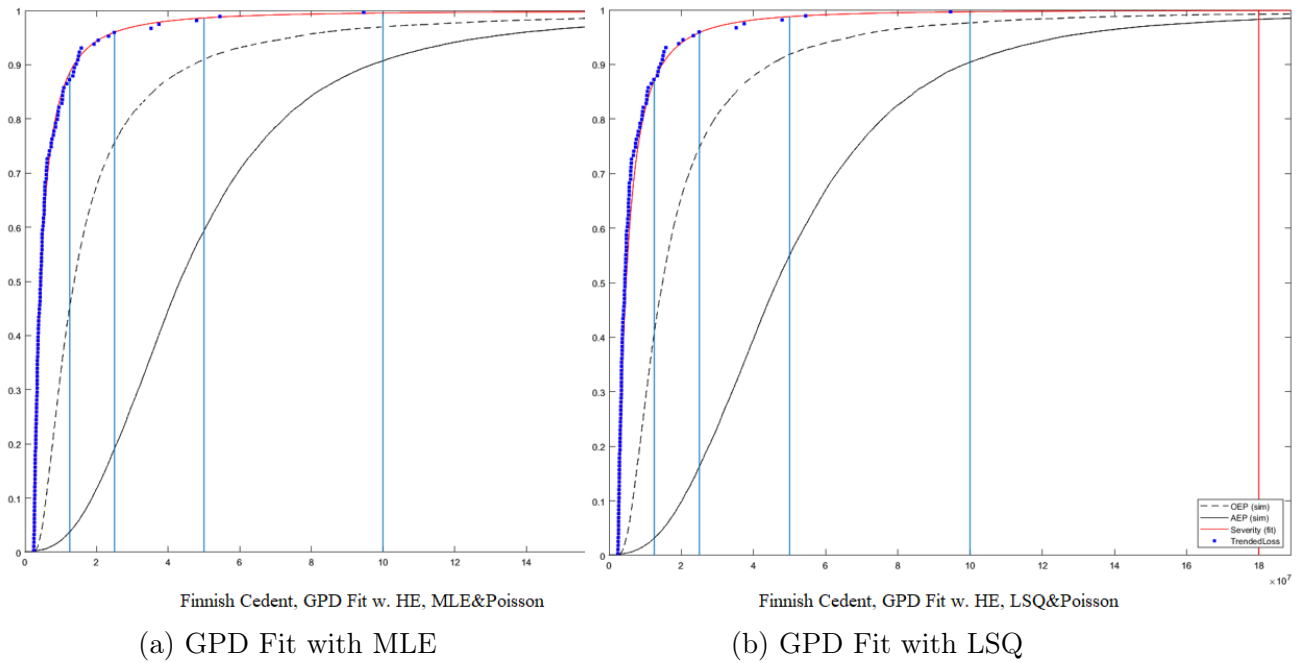 1
0.9
0.8
0.7
0.6
0.5
0.4
0.3
0.2
0.1
0
0 2 4 6 8 10 12 14
Finnish Cedent, GPD Fit w. HE, MLE&Poisson
(a) GPD Fit with MLE
1
0.9
0.8
0.7
0.6
0.5
0.4
0.3
0.2
0.1
0
OEP (sim)
AEP (sim)
Severity (fit)
TrendedLoss
0 2 4 6 8 10 12 14 16 18
×10⁷
Finnish Cedent, GPD Fit w. HE, LSQ&Poisson
(b) GPD Fit with LSQ